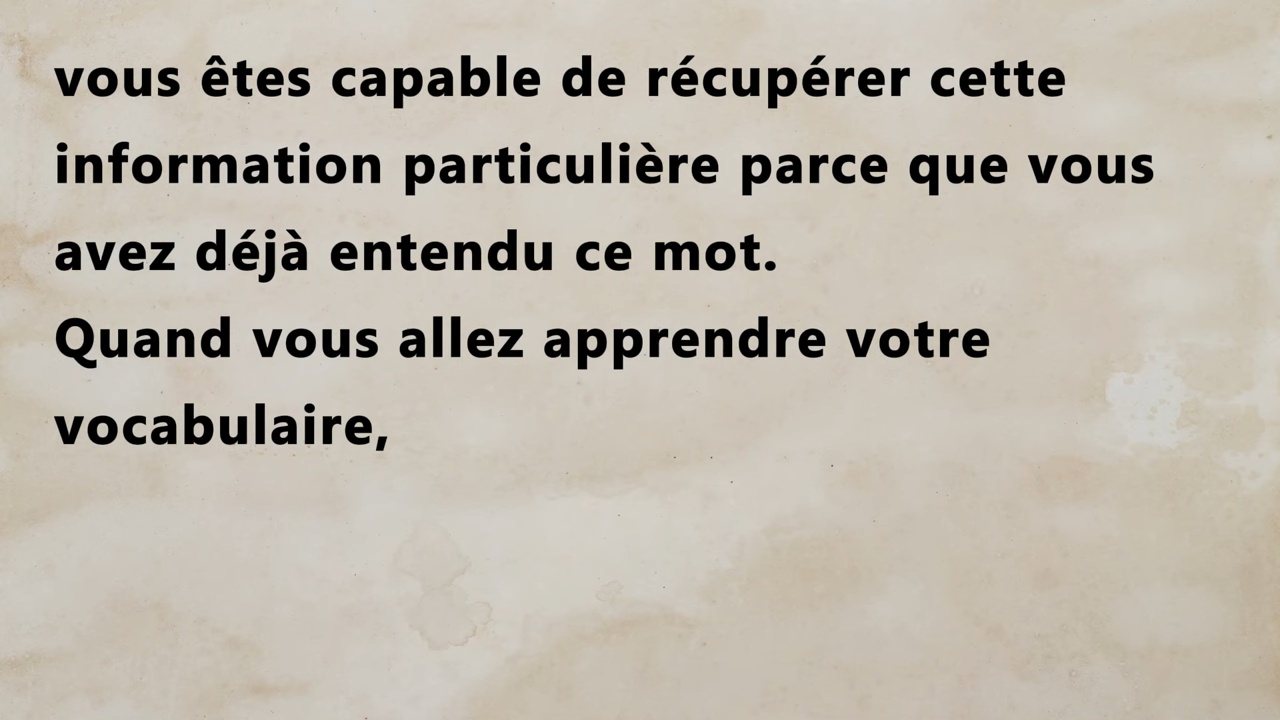 vous êtes capable de récupérer cette
information particulière parce que vous
avez déjà entendu ce mot.
Quand vous allez apprendre votre
vocabulaire,